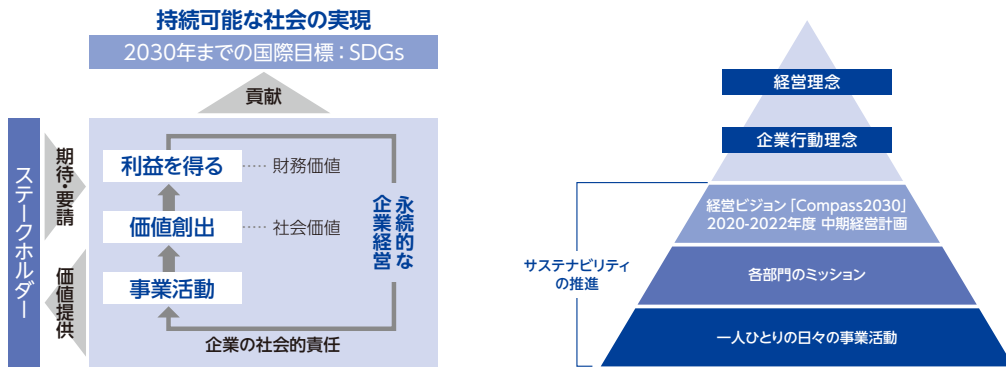 持続可能な社会の実現
2030年までの国際目標：SDGs
貢献
ステークホルダー
期待・要請
価値提供
利益を得る
財務価値
価値創出
社会価値
事業活動
永続的な
企業経営
企業の社会的責任
経営理念
企業行動理念
経営ビジョン「Compass2030」
2020-2022年度 中期経営計画
サステナビリティ
の推進
各部門のミッション
一人ひとりの日々の事業活動